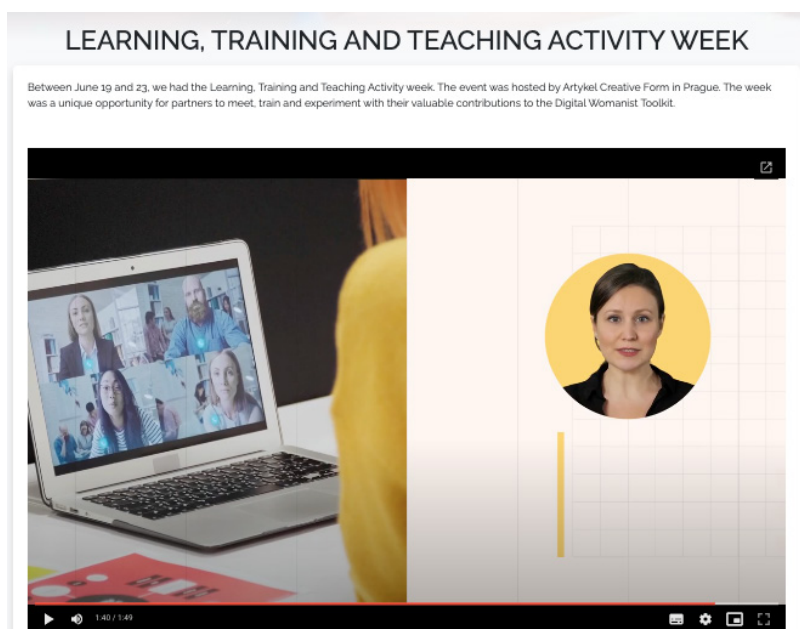 LEARNING, TRAINING AND TEACHING ACTIVITY WEEK
Between June 19 and 23, we had the Learning, Training and Teaching Activity week. The event was hosted by Artykel Creative Form in Prague. The week
was a unique opportunity for partners to meet, train and experiment with their valuable contributions to the Digital Womanist Toolkit.
1:40 / 1:49